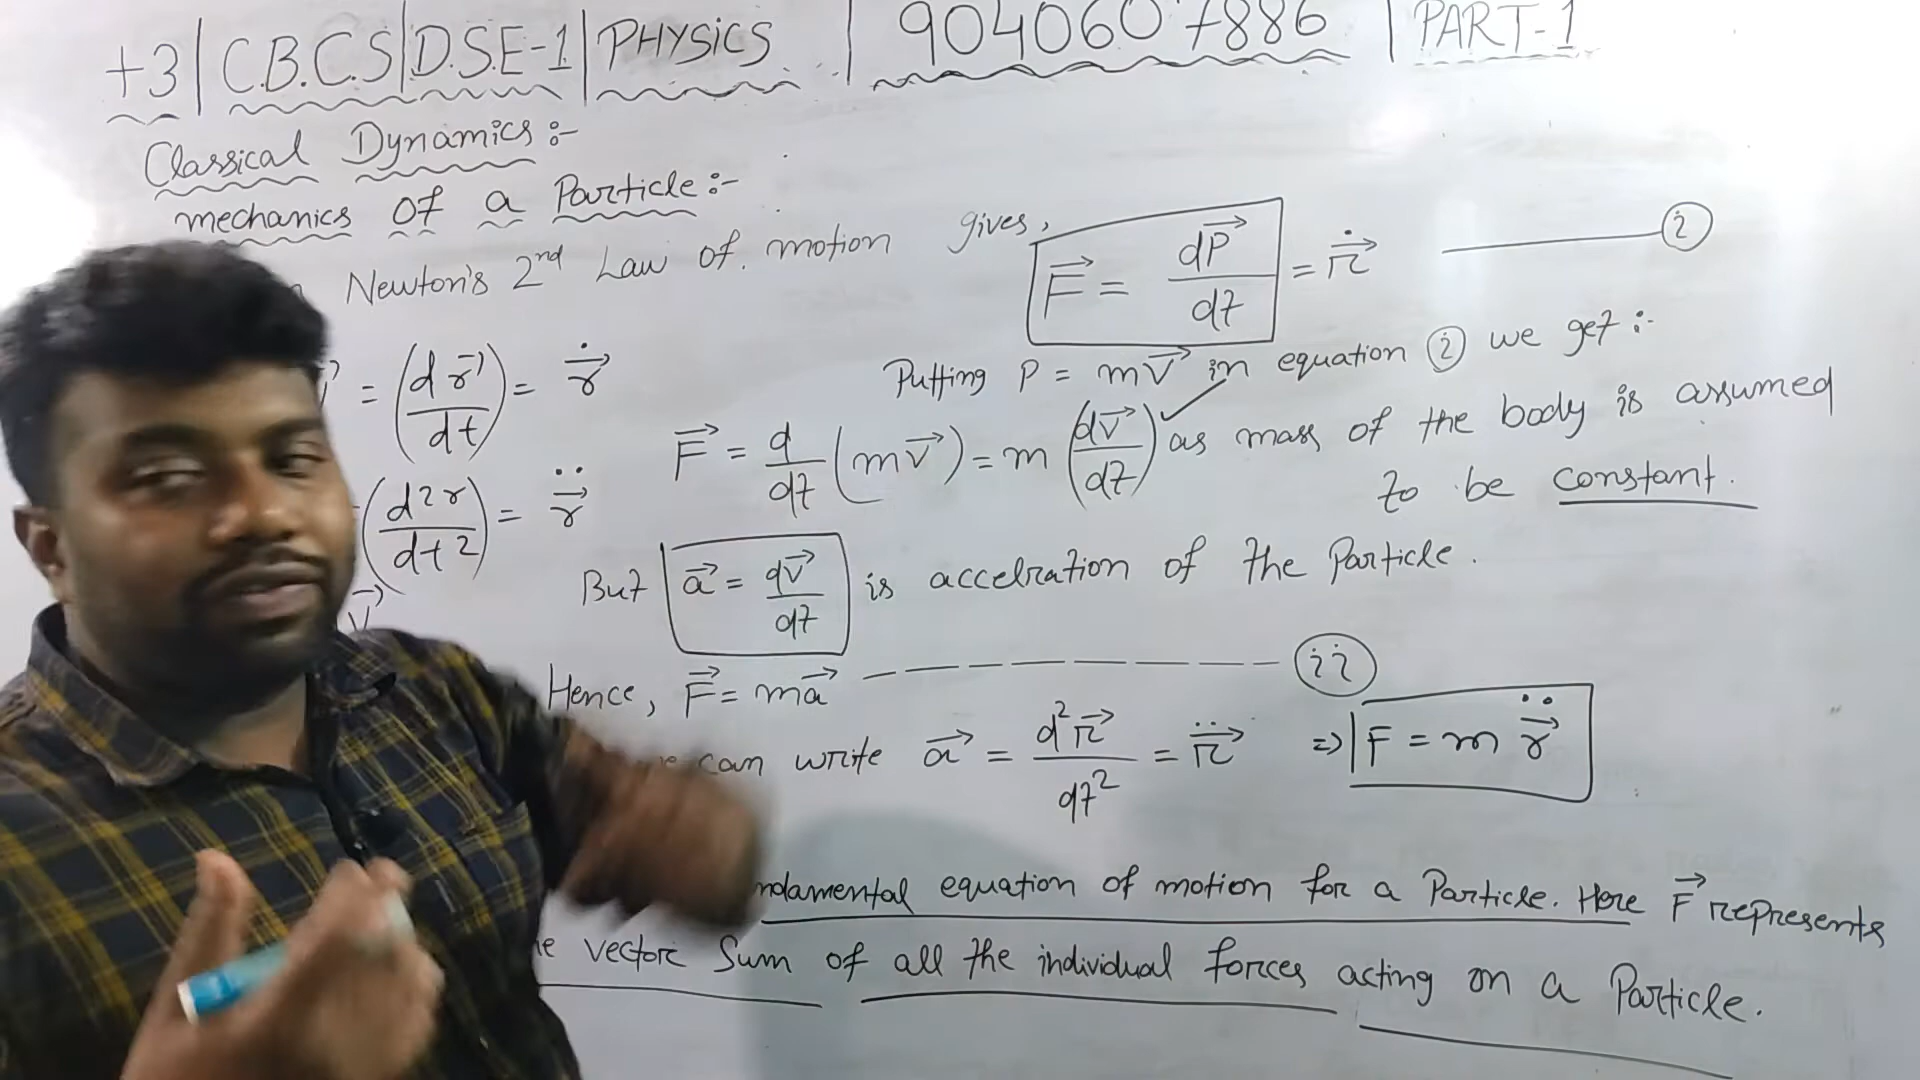 +3 | C.B.C.S | D.S.E-1 | PHYSICS | 9040607886 | PART-1
Classical Dynamics:-
mechanics of a Particle:-
Newton's 2nd Law of motion gives, F⃗ = dP⃗/dt = ṙ⃗ —— (i)
= (dr⃗/dt) = ṙ⃗
Putting P = mv⃗ in equation (i) we get :-
F⃗ = d/dt (mv⃗) = m (dv⃗/dt) as mass of the body is assumed
to be constant.
(d2r/dt2) = r̈⃗
v⃗
But a⃗ = dv⃗/dt is accelration of the Particle.
Hence, F⃗ = ma⃗ ———————— (ii)
can write a⃗ = d²r⃗/dt² = r̈⃗ ⇒ F = m r̈⃗
ndamental equation of motion for a Particle. Here F⃗ represents
vector Sum of all the individual forces acting on a Particle.